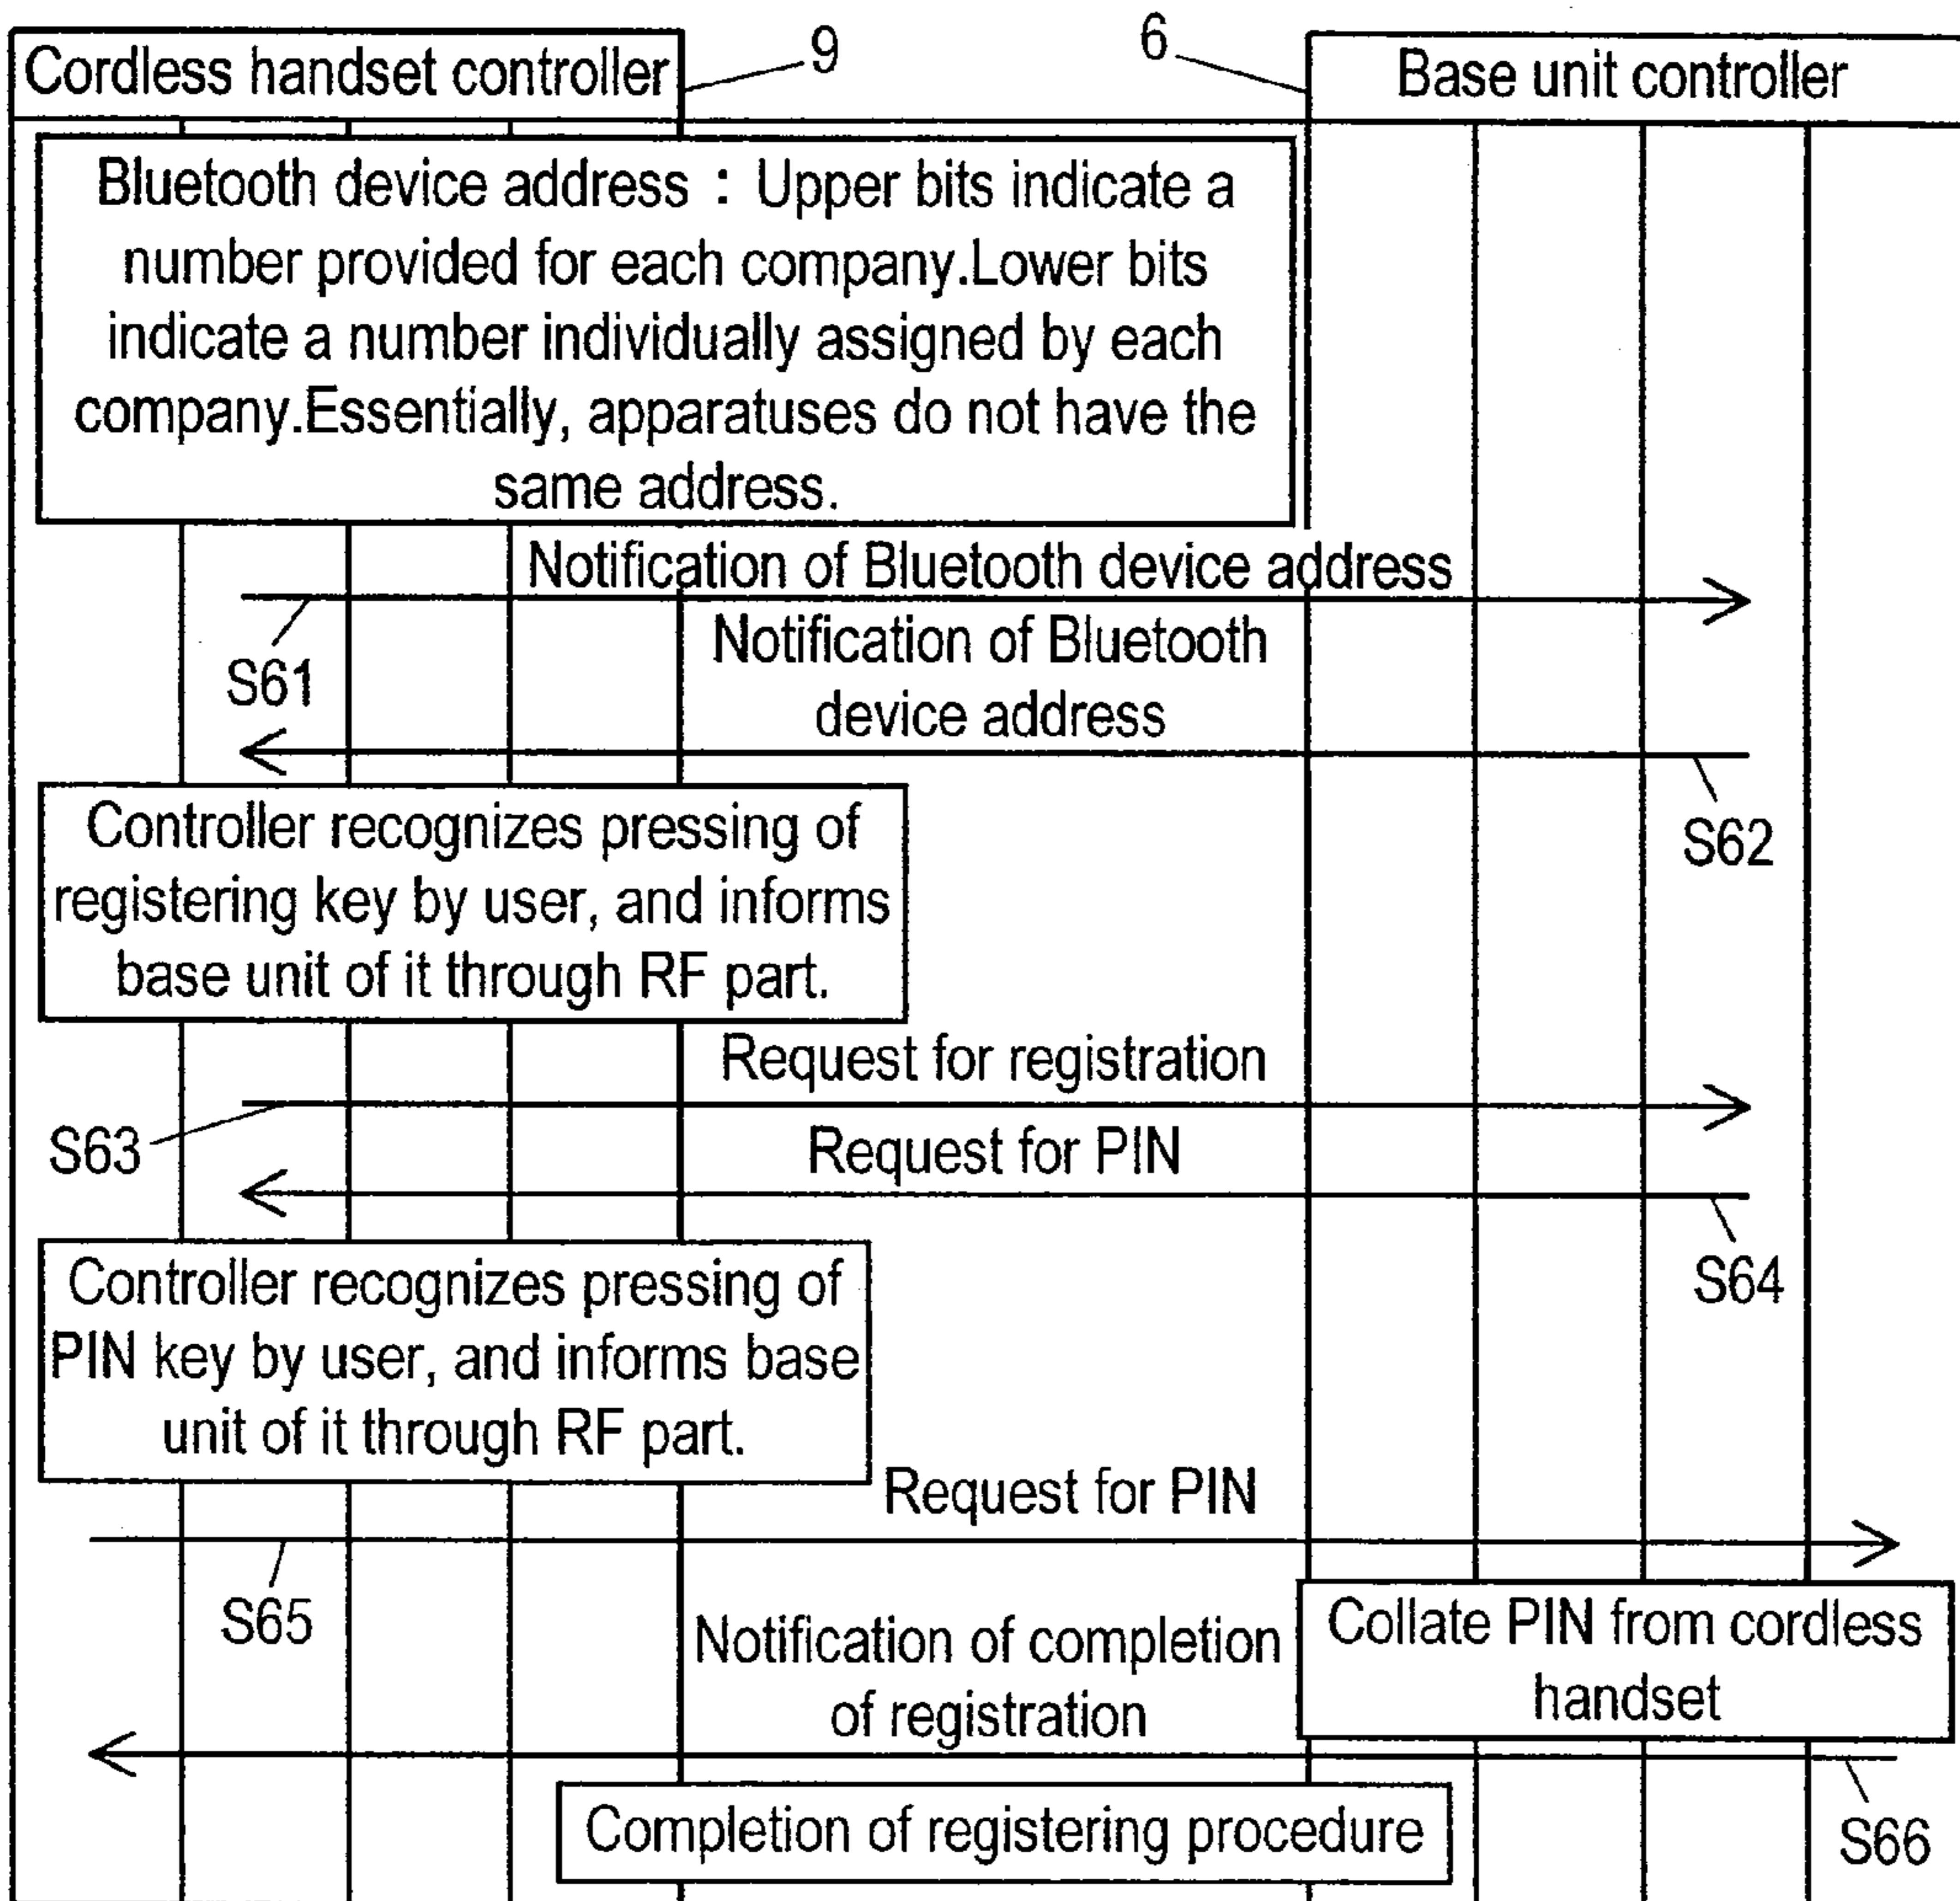 Cordless handset controller
9
6
Base unit controller
Bluetooth device address : Upper bits indicate a
number provided for each company.Lower bits
indicate a number individually assigned by each
company.Essentially, apparatuses do not have the
same address.
Notification of Bluetooth device address
S61
Notification of Bluetooth
device address
S62
Controller recognizes pressing of
registering key by user, and informs
base unit of it through RF part.
Request for registration
S63
Request for PIN
S64
Controller recognizes pressing of
PIN key by user, and informs base
unit of it through RF part.
Request for PIN
S65
Collate PIN from cordless
handset
Notification of completion
of registration
S66
Completion of registering procedure